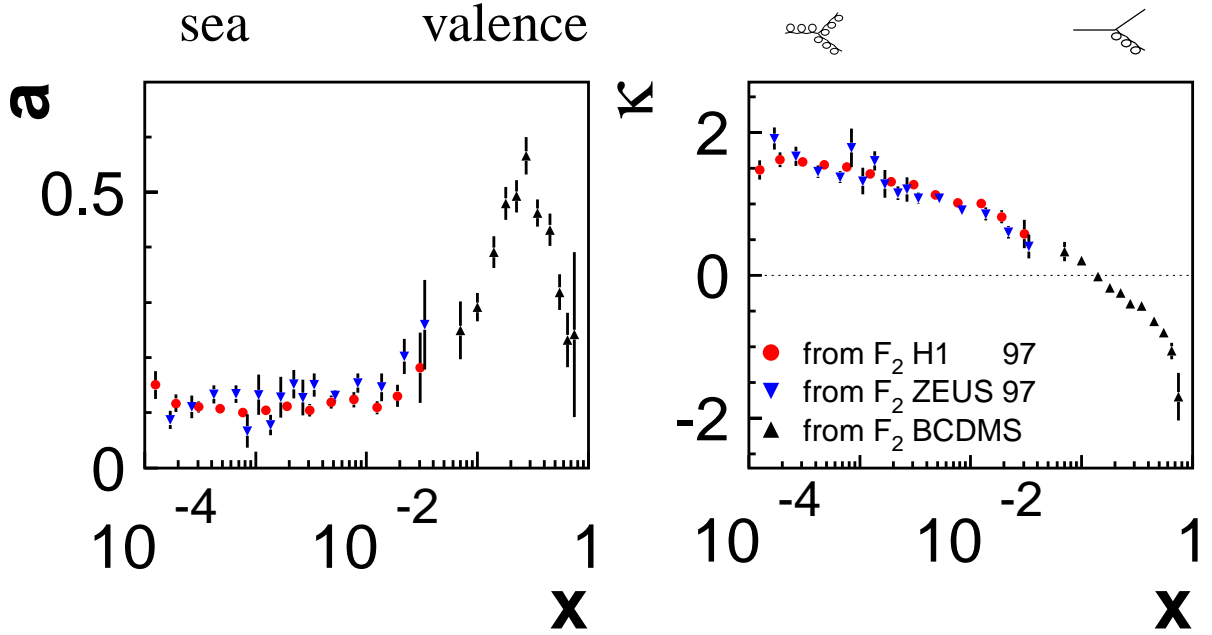 sea valence
a
0.5
0
10 -4 10 -2 1
x
κ
2
0
-2
from F2 H1 97
from F2 ZEUS 97
from F2 BCDMS
10 -4 10 -2 1
x